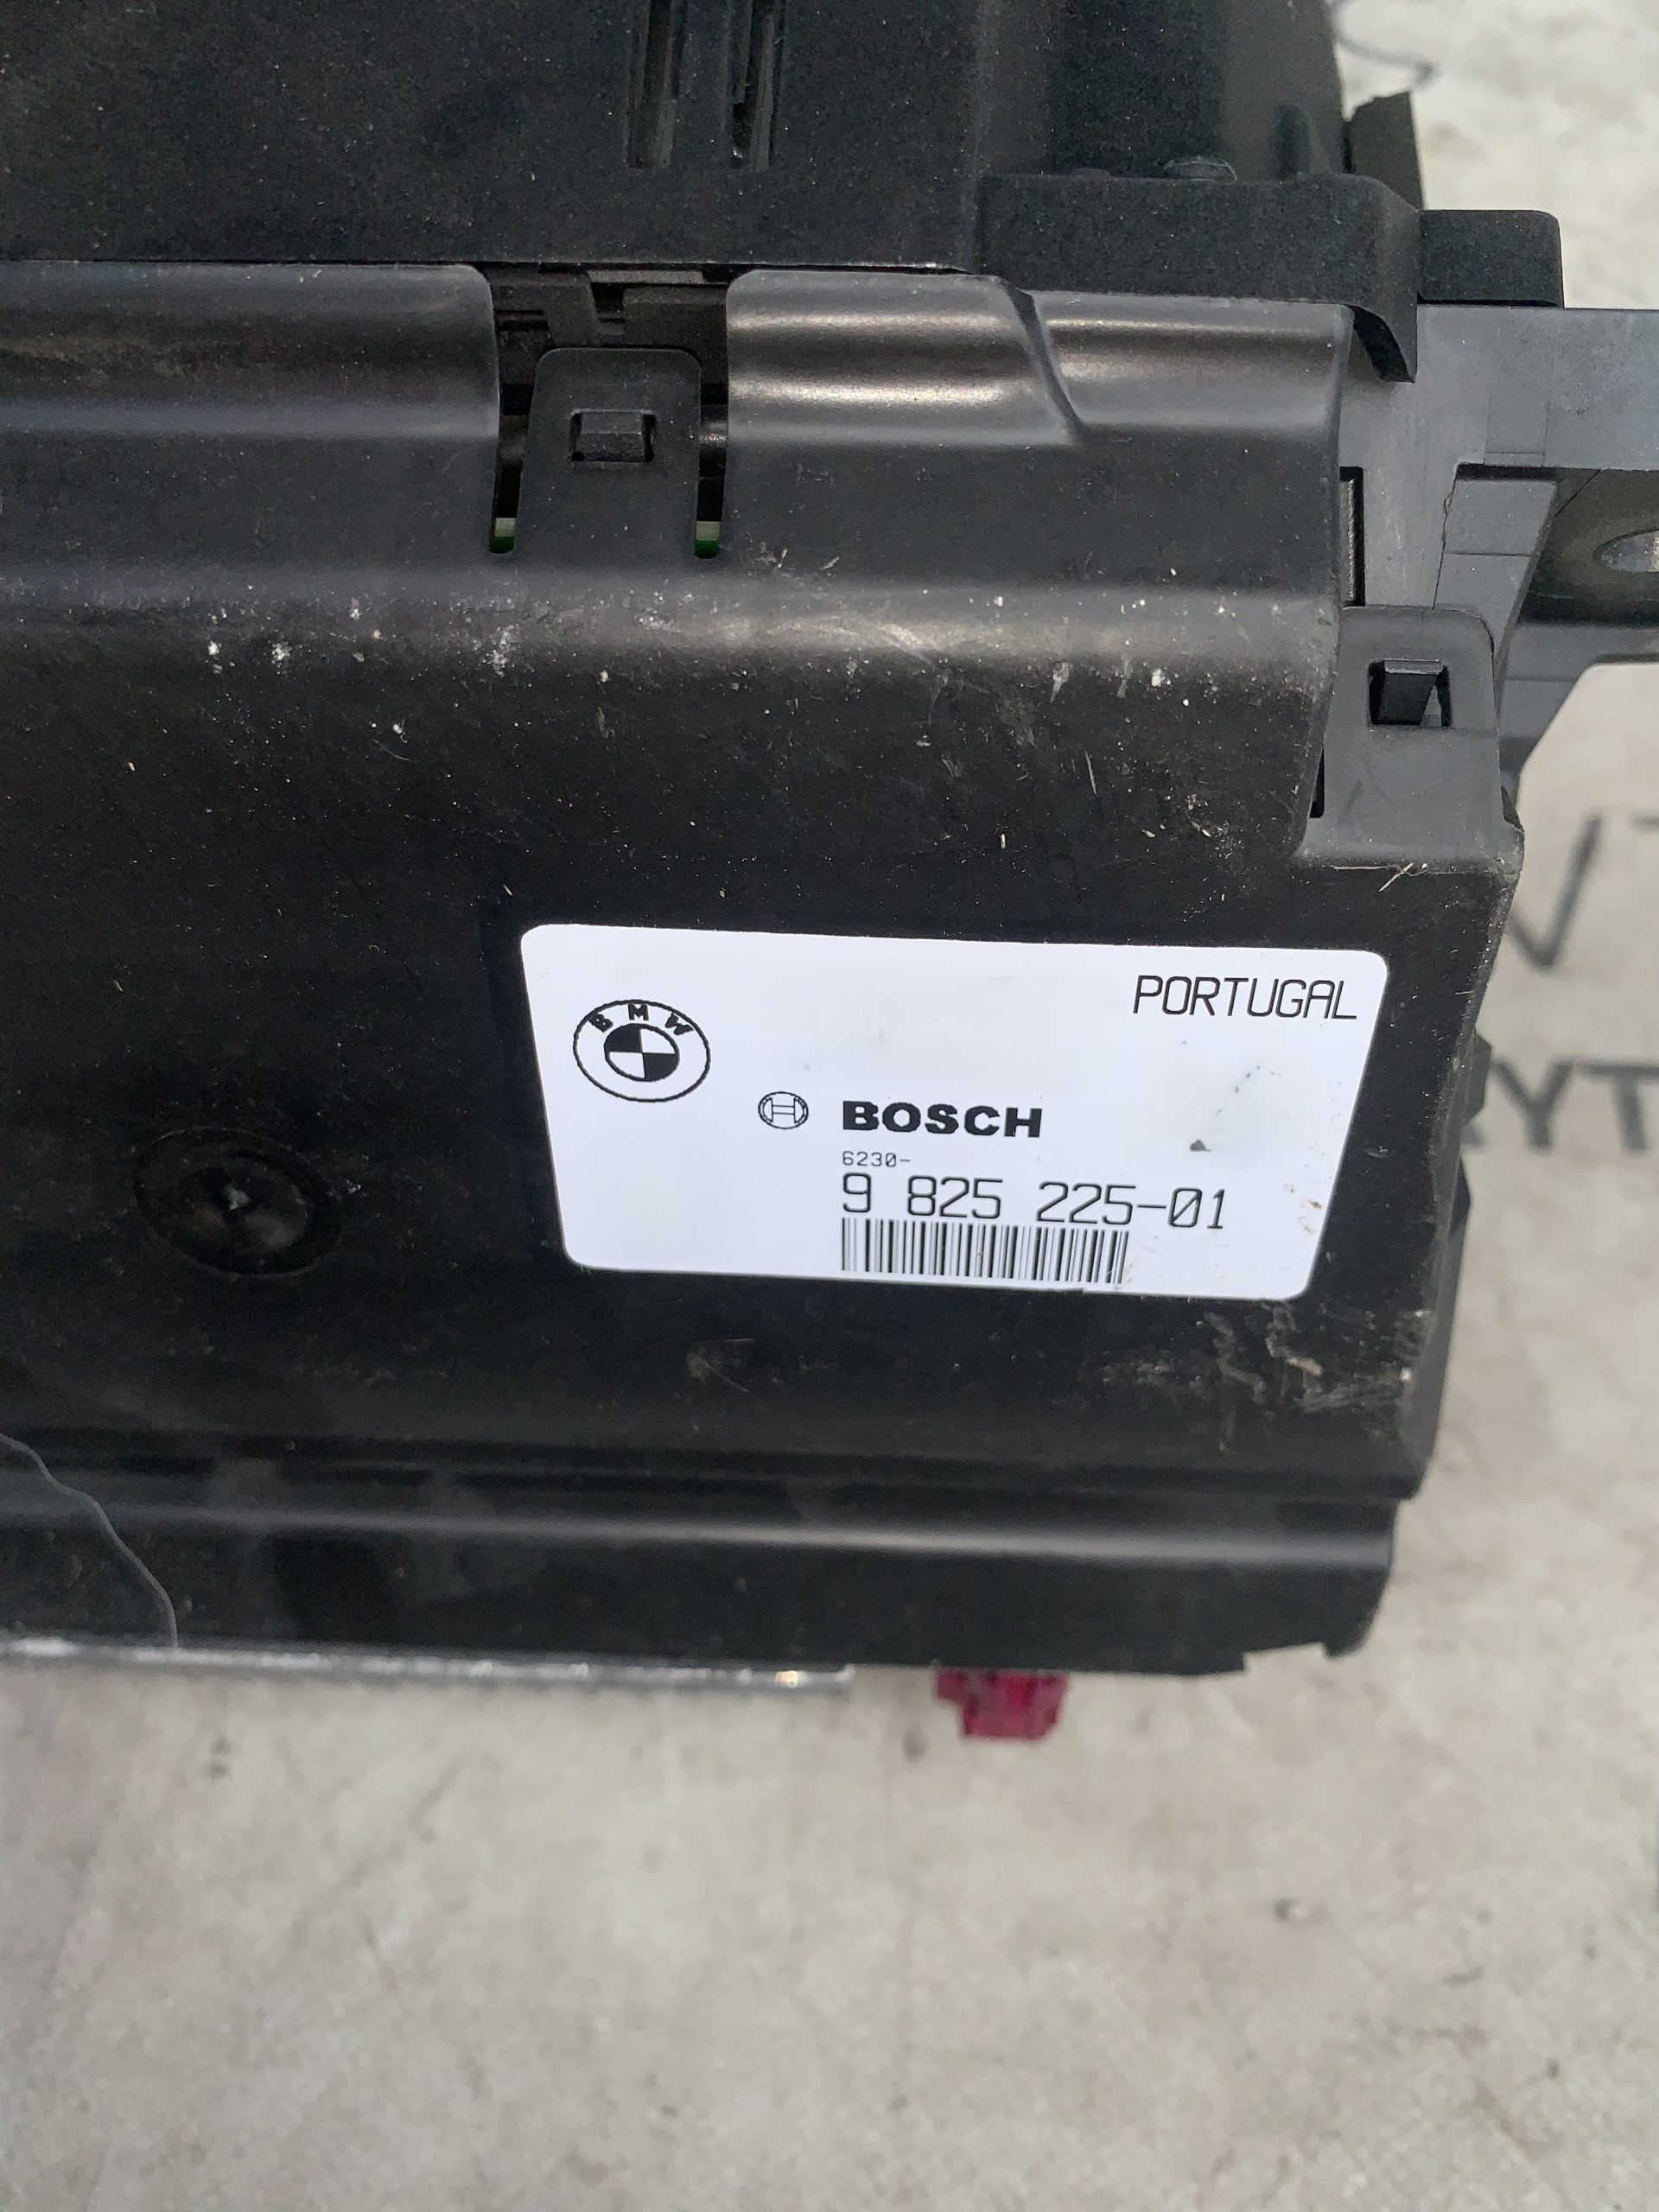 PORTUGAL
BMW
BOSCH
6230-
9 825 225-01